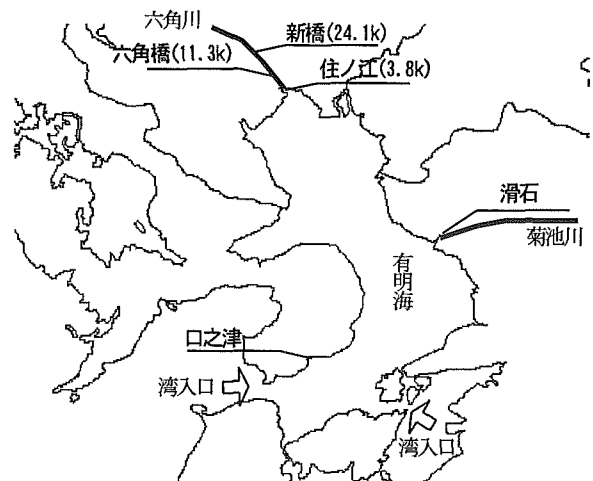 六角川
新橋(24.1k)
六角橋(11.3k)
住ノ江(3.8k)
滑石
菊池川
有明海
口之津
湾入口
湾入口